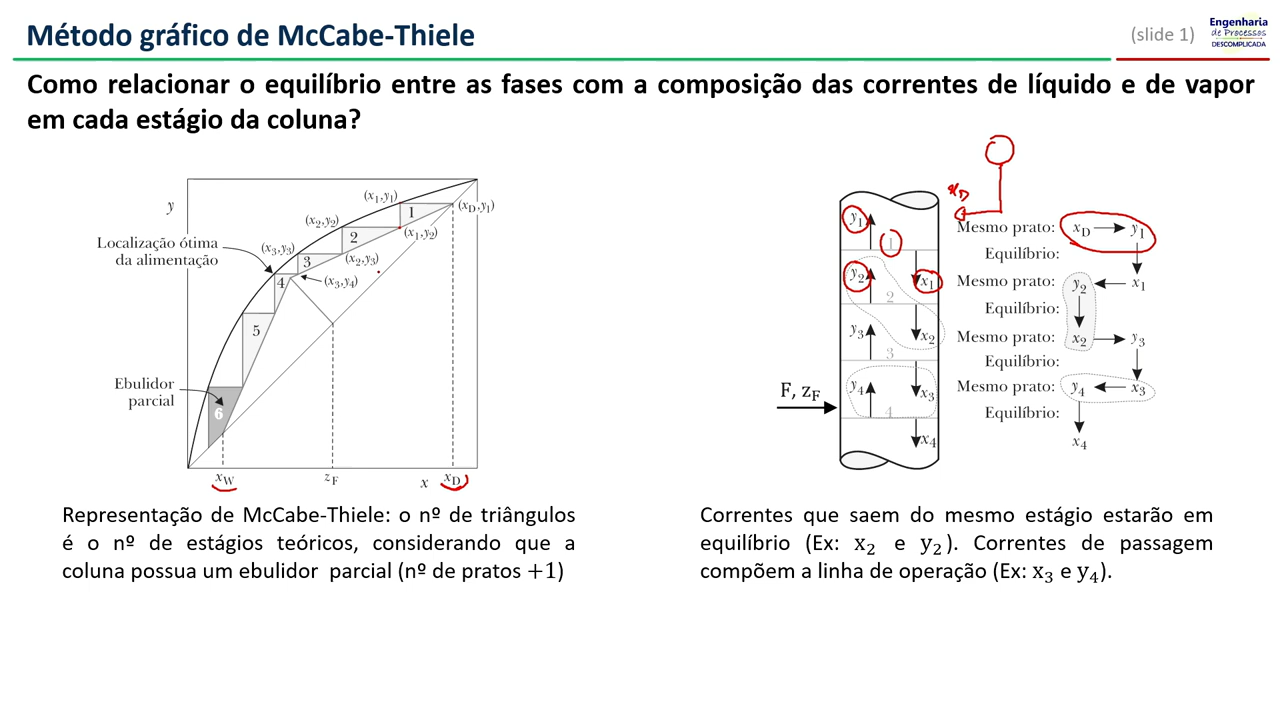 Método gráfico de McCabe-Thiele
(slide 1)
Engenharia
de Processos
DESCOMPLICADA
Como relacionar o equilíbrio entre as fases com a composição das correntes de líquido e de vapor
em cada estágio da coluna?
y
(x1,y1)
(xD,y1)
1
(x2,y2)
(x1,y2)
2
Localização ótima
da alimentação
(x3,y3)
(x2,y3)
3
(x3,y4)
4
5
Ebulidor
parcial
6
xW
zF
x
xD
xD
y1
1
y2
x1
2
y3
x2
3
F, zF
y4
x3
4
x4
Mesmo prato: xD y1
Equilíbrio:
Mesmo prato: y2 x1
Equilíbrio:
Mesmo prato: x2 y3
Equilíbrio:
Mesmo prato: y4 x3
Equilíbrio:
x4
Representação de McCabe-Thiele: o nº de triângulos
é o nº de estágios teóricos, considerando que a
coluna possua um ebulidor parcial (nº de pratos +1)
Correntes que saem do mesmo estágio estarão em
equilíbrio (Ex: x2 e y2). Correntes de passagem
compõem a linha de operação (Ex: x3 e y4).